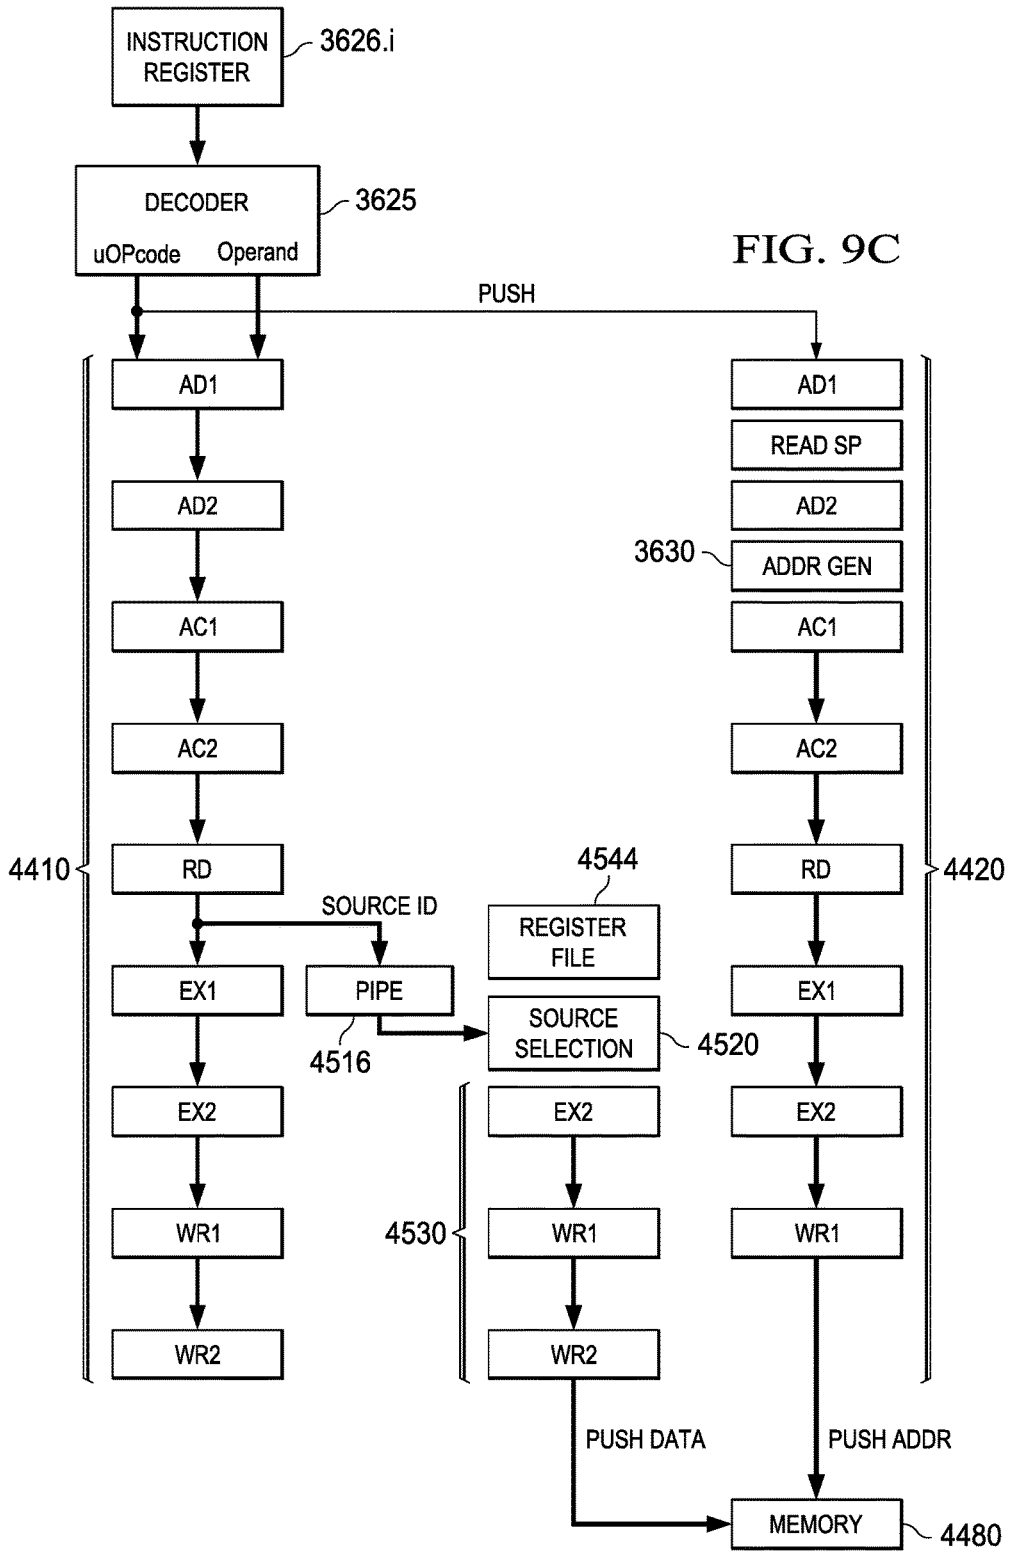 INSTRUCTION
REGISTER
3626.i
DECODER
3625
uOPcode
Operand
FIG. 9C
PUSH
AD1
AD1
READ SP
AD2
AD2
3630
ADDR GEN
AC1
AC1
AC2
AC2
4410
RD
4544
RD
4420
SOURCE ID
REGISTER
FILE
EX1
PIPE
EX1
4516
SOURCE
SELECTION
4520
EX2
EX2
EX2
4530
WR1
WR1
WR1
WR2
WR2
PUSH DATA
PUSH ADDR
MEMORY
4480